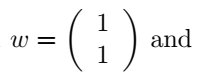 w = ( 1
1 ) and